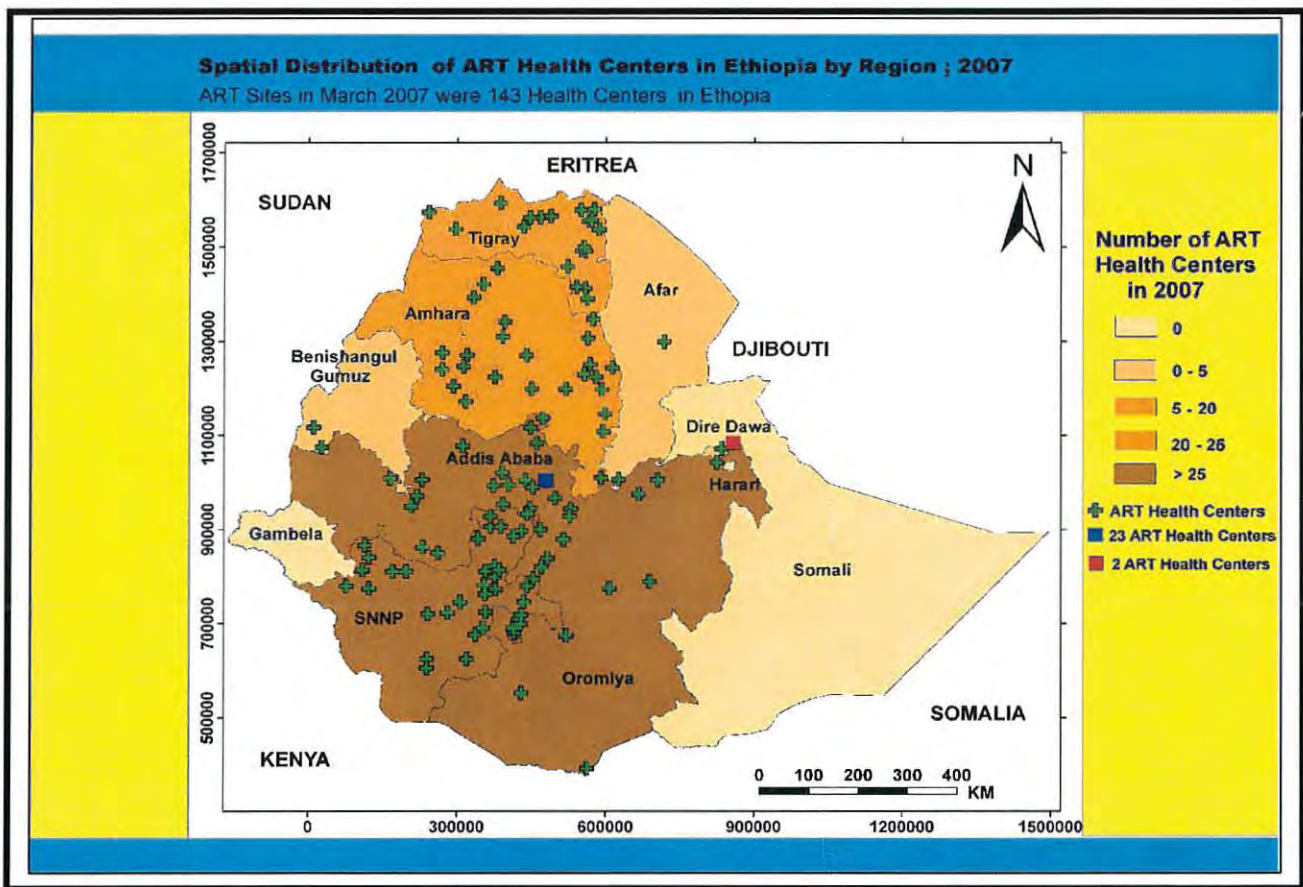 Spatial Distribution of ART Health Centers in Ethiopia by Region ; 2007
ART Sites in March 2007 were 143 Health Centers in Ethopia
ERITREA
SUDAN
N
Tigray
Afar
Amhara
DJIBOUTI
Benishangul
Gumuz
Dire Dawa
Addis Ababa
Harari
Gambela
Somali
SNNP
Oromiya
SOMALIA
KENYA
0 100 200 300 400
KM
1700000
1500000
1300000
1100000
900000
700000
500000
0 300000 600000 900000 1200000 1500000
Number of ART
Health Centers
in 2007
0
0 - 5
5 - 20
20 - 25
> 25
ART Health Centers
23 ART Health Centers
2 ART Health Centers